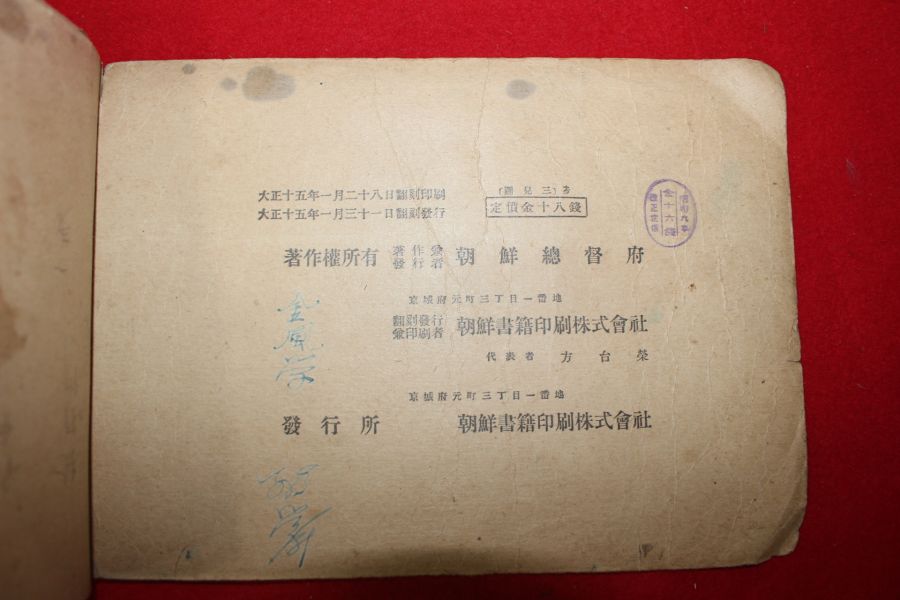 大正十五年一月二十八日翻刻印刷
大正十五年一月三十一日翻刻發行
定價金十八錢
著作權所有 著作兼發行者 朝鮮總督府
京城府元町三丁目一番地
翻刻發行兼印刷者 朝鮮書籍印刷株式會社
代表者 方台榮
京城府元町三丁目一番地
發行所 朝鮮書籍印刷株式會社
金十六錢